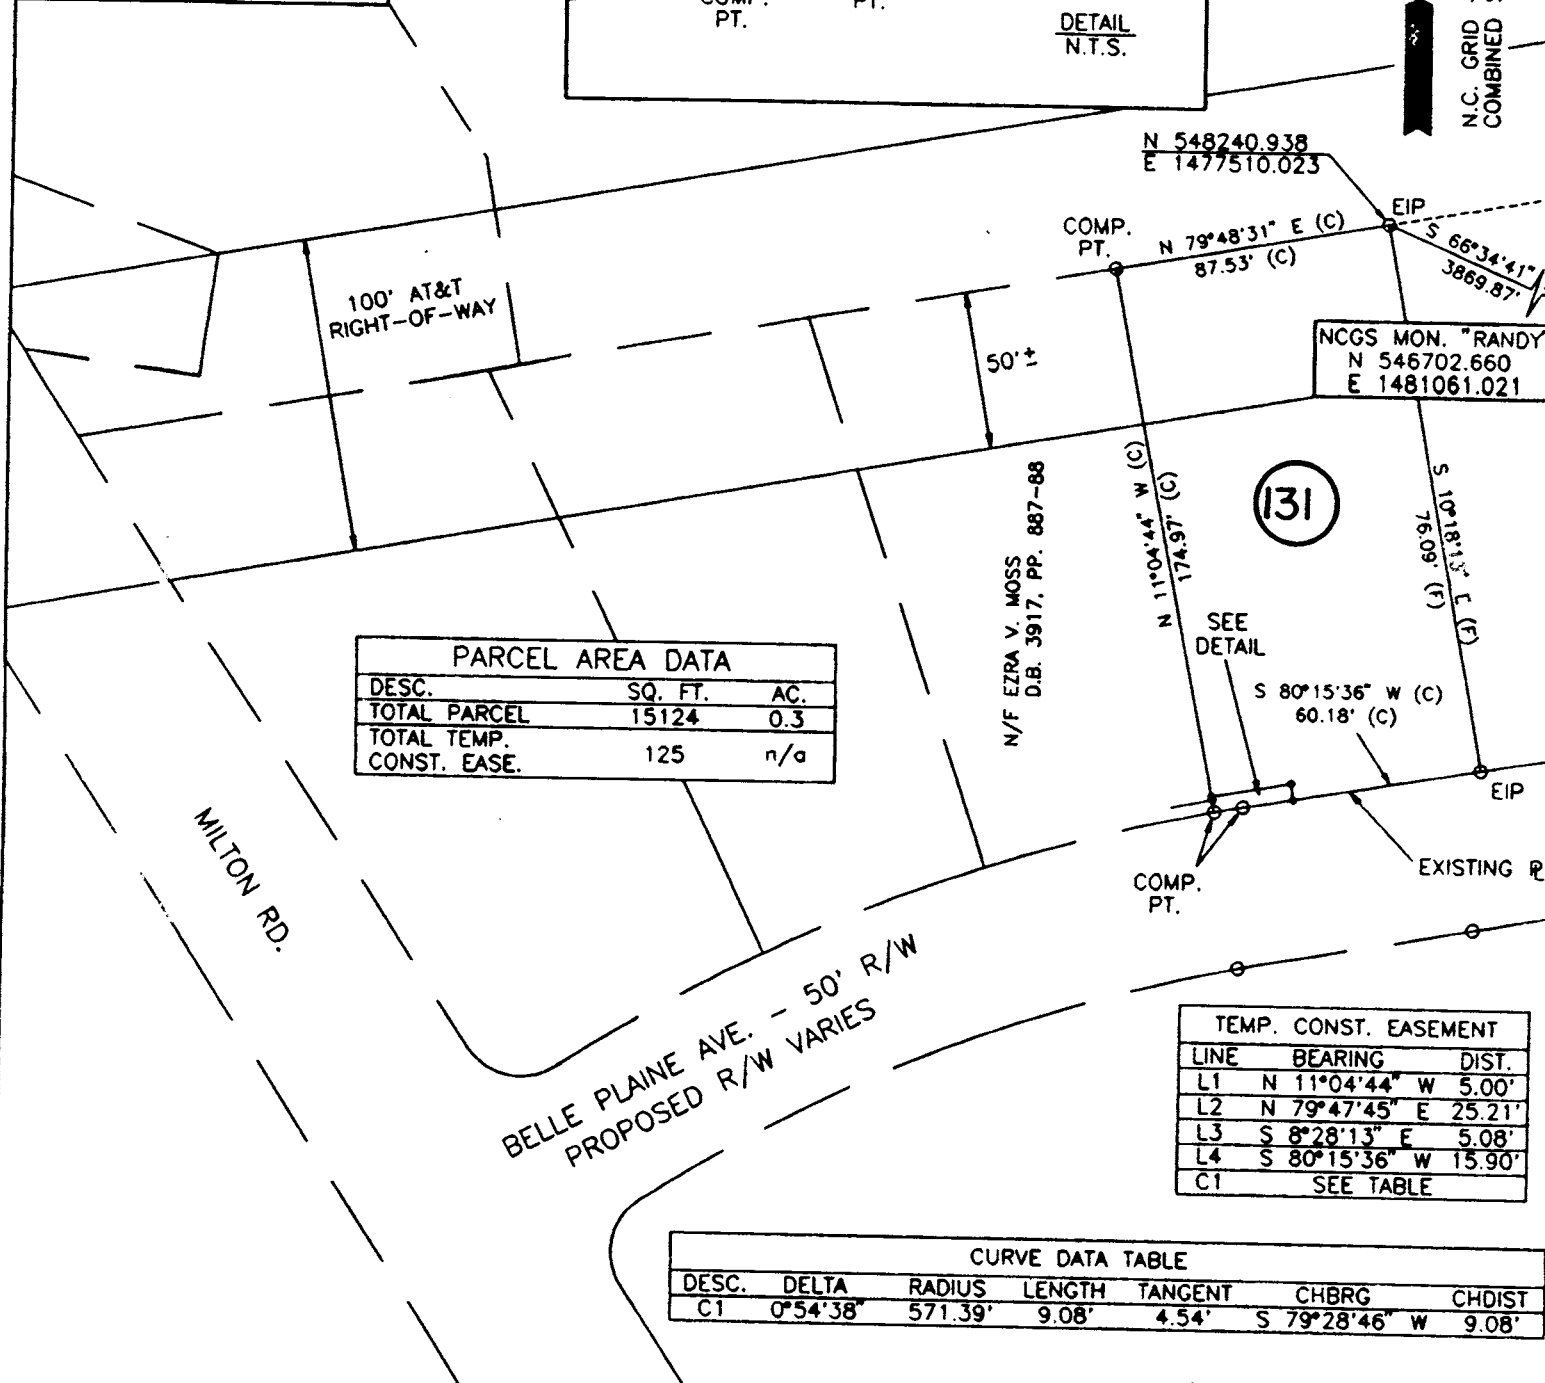 PT.
DETAIL
N.T.S.
N.C. GRID
COMBINED
N 548240.938
E 1477510.023
EIP
COMP.
PT.
N 79°48'31" E (C)
87.53' (C)
S 66°34'41"
3869.87'
100' AT&T
RIGHT-OF-WAY
50'±
NCGS MON. "RANDY
N 546702.660
E 1481061.021
131
N 11°04'44" W (C)
174.97' (C)
N/F EZRA V. MOSS
D.B. 3917, PP. 887-88
S 10°18'13" E (F)
76.09' (F)
SEE
DETAIL
S 80°15'36" W (C)
60.18' (C)
PARCEL AREA DATA
DESC. SQ. FT. AC.
TOTAL PARCEL 15124 0.3
TOTAL TEMP.
CONST. EASE. 125 n/a
EIP
EXISTING ⅊
COMP.
PT.
MILTON RD.
BELLE PLAINE AVE. - 50' R/W
PROPOSED R/W VARIES
TEMP. CONST. EASEMENT
LINE BEARING DIST.
L1 N 11°04'44" W 5.00'
L2 N 79°47'45" E 25.21'
L3 S 8°28'13" E 5.08'
L4 S 80°15'36" W 15.90'
C1 SEE TABLE
CURVE DATA TABLE
DESC. DELTA RADIUS LENGTH TANGENT CHBRG CHDIST
C1 0°54'38" 571.39' 9.08' 4.54' S 79°28'46" W 9.08'